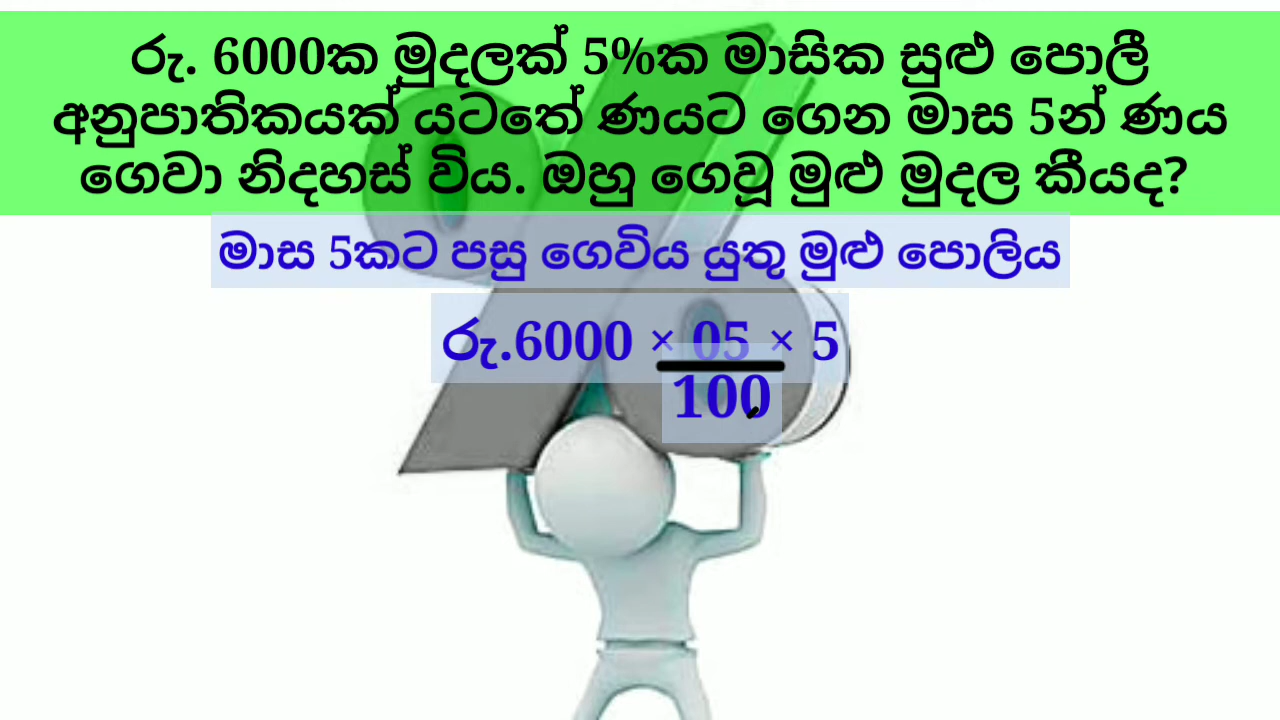 රු. 6000ක මුදලක් 5%ක මාසික සුළු පොලී
අනුපාතිකයක් යටතේ ණයට ගෙන මාස 5න් ණය
ගෙවා නිදහස් විය. ඔහු ගෙවූ මුළු මුදල කීයද?
මාස 5කට පසු ගෙවිය යුතු මුළු පොලිය
රු.6000 × 05 × 5
100